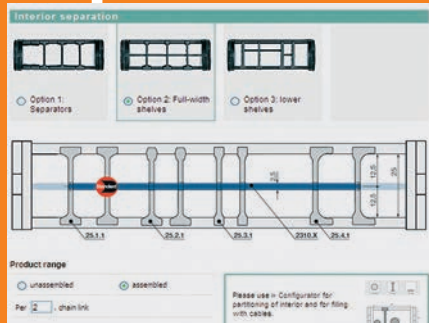 Interior separation
Option 1: Separators
Option 2: Full-width shelves
Option 3: lower shelves
2,5
12,5
25
12,5
25.1.1
25.2.1
25.3.1
2310.X
25.4.1
Product range
unassembled
assembled
Per 2 . chain link
Please use » Configurator for
partitioning of interior and for filling
with cables.